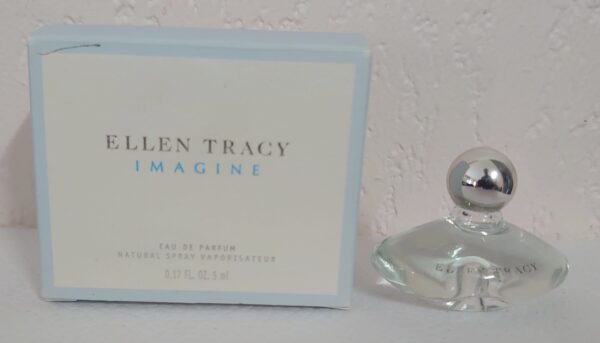 ELLEN TRACY
IMAGINE
EAU DE PARFUM
NATURAL SPRAY VAPORISATEUR
0.17 FL. OZ. 5 ml
ELLEN TRACY